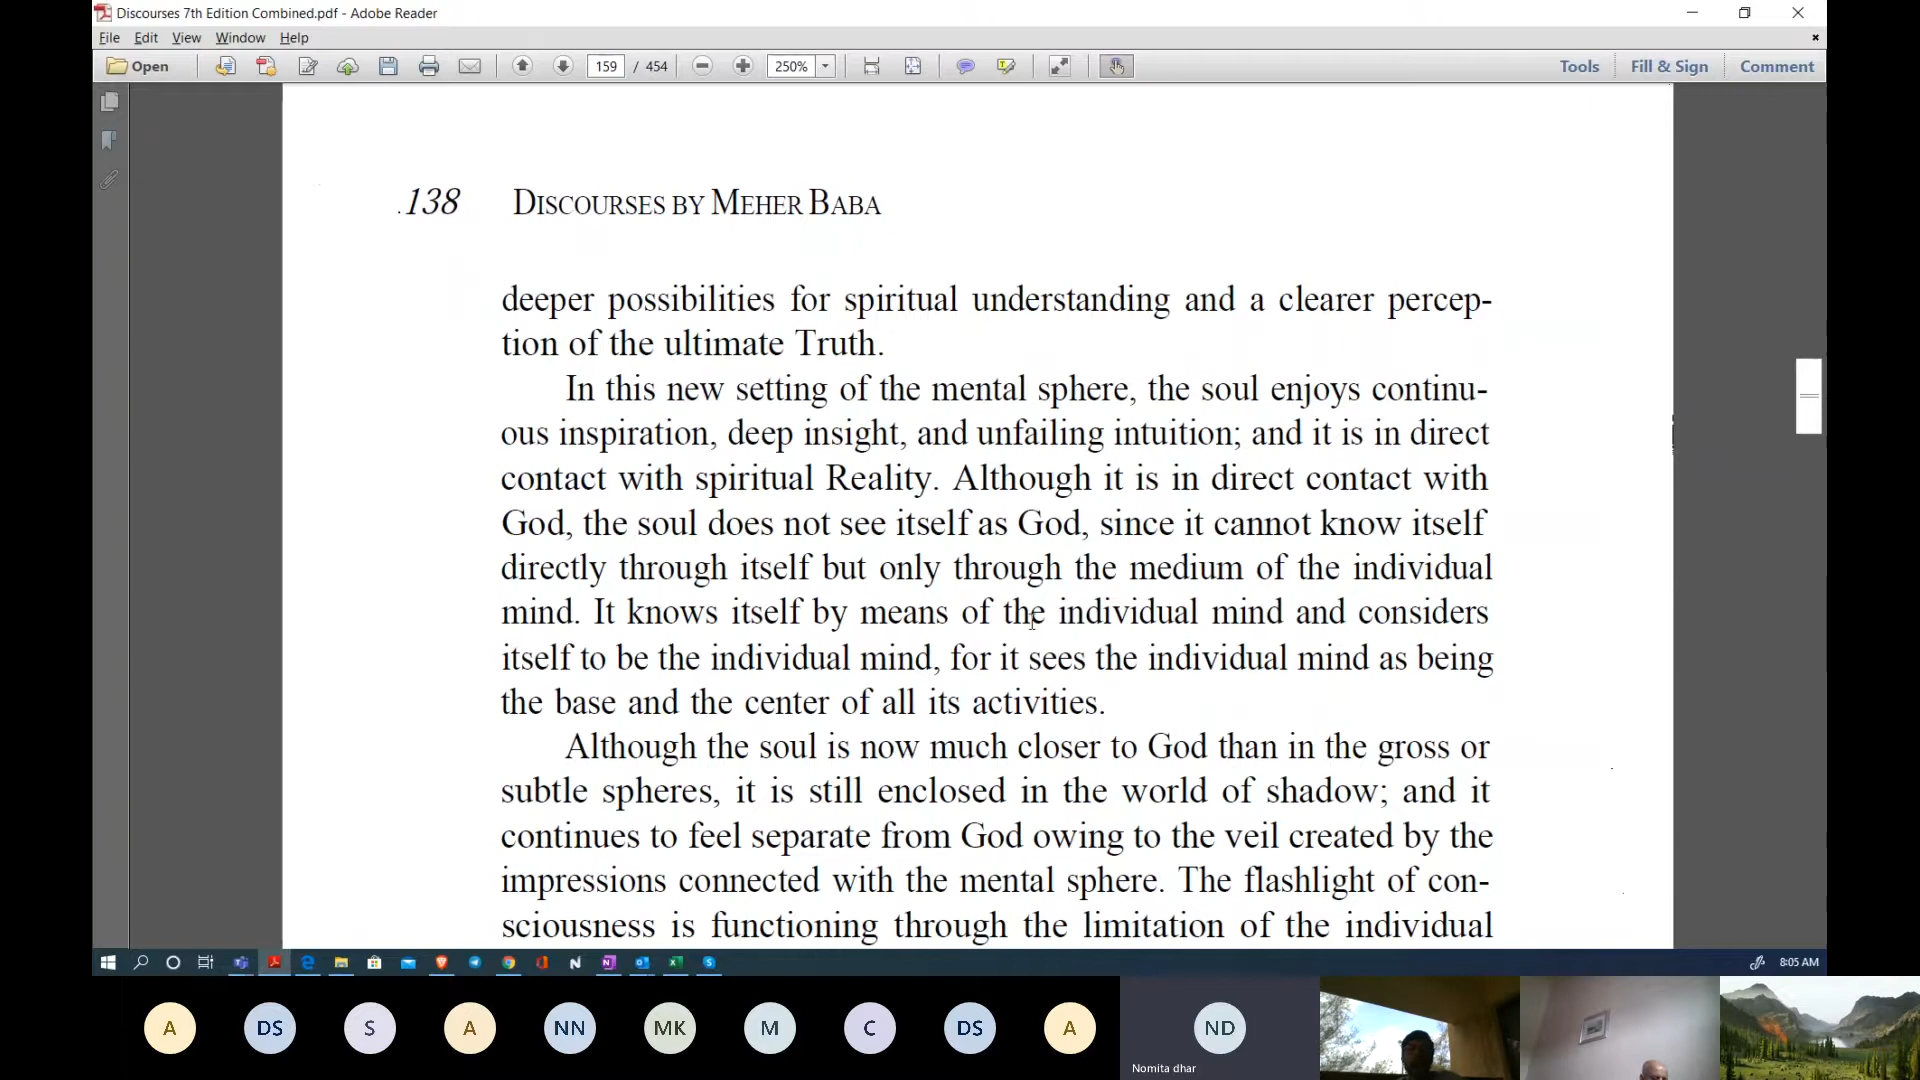 Discourses 7th Edition Combined.pdf - Adobe Reader
File Edit View Window Help
Open 159 / 454 250% Tools Fill & Sign Comment
.138 DISCOURSES BY MEHER BABA
deeper possibilities for spiritual understanding and a clearer percep-
tion of the ultimate Truth.
In this new setting of the mental sphere, the soul enjoys continu-
ous inspiration, deep insight, and unfailing intuition; and it is in direct
contact with spiritual Reality. Although it is in direct contact with
God, the soul does not see itself as God, since it cannot know itself
directly through itself but only through the medium of the individual
mind. It knows itself by means of the individual mind and considers
itself to be the individual mind, for it sees the individual mind as being
the base and the center of all its activities.
Although the soul is now much closer to God than in the gross or
subtle spheres, it is still enclosed in the world of shadow; and it
continues to feel separate from God owing to the veil created by the
impressions connected with the mental sphere. The flashlight of con-
sciousness is functioning through the limitation of the individual
8:05 AM
A DS S A NN MK M C DS A ND
Nomita dhar